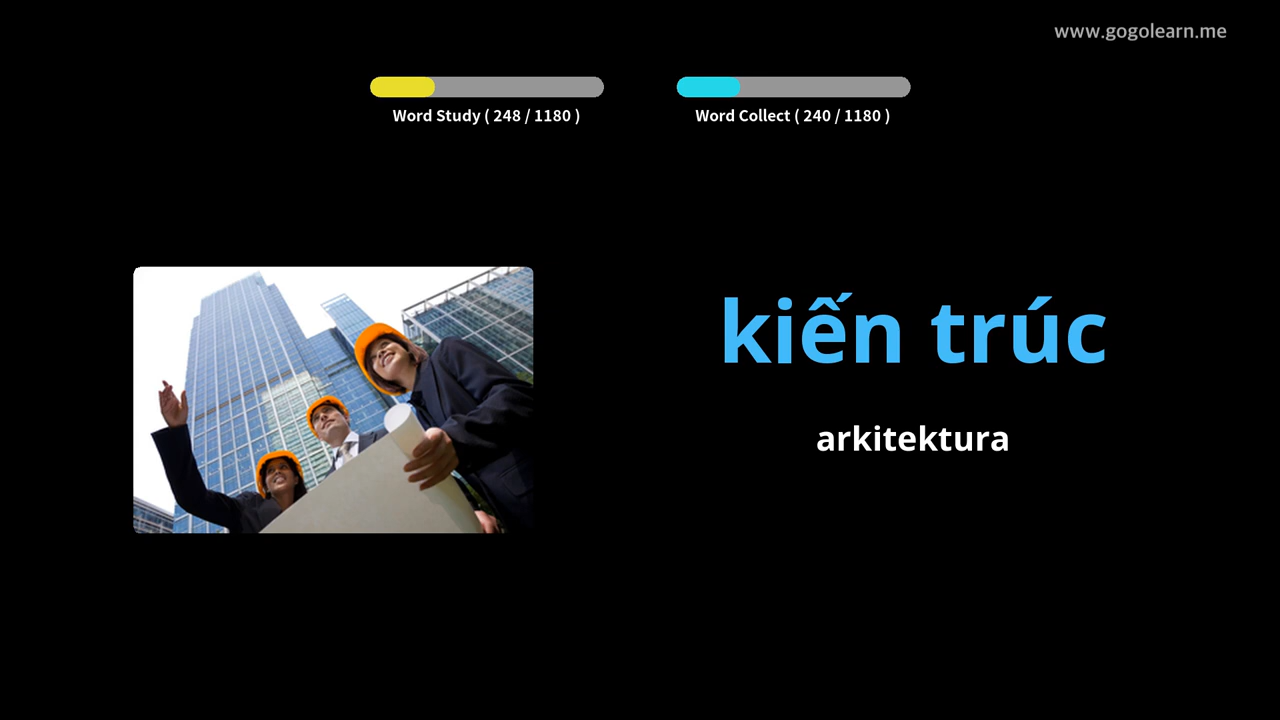 www.gogolearn.me
Word Study ( 248 / 1180 )
Word Collect ( 240 / 1180 )
kiến trúc
arkitektura